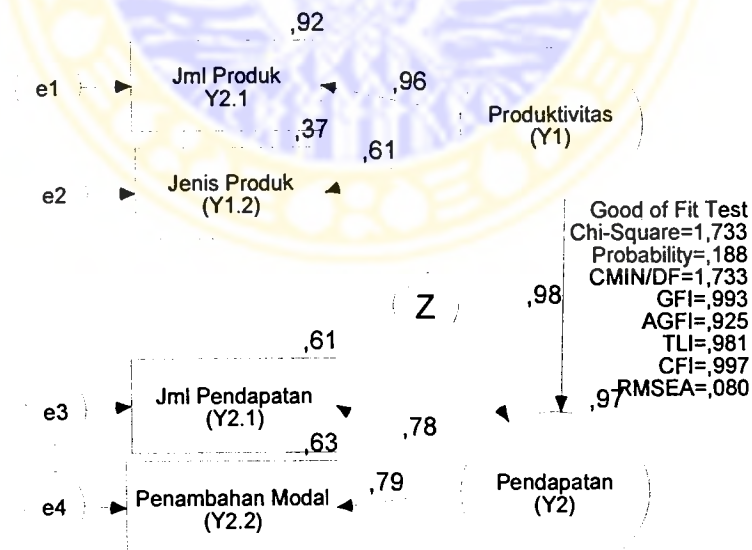 ,92
e1
Jml Produk
Y2.1
,96
Produktivitas
(Y1)
,37
,61
e2
Jenis Produk
(Y1.2)
Good of Fit Test
Chi-Square=1,733
Probability=,188
CMIN/DF=1,733
GFI=,993
AGFI=,925
TLI=,981
CFI=,997
RMSEA=,080
Z
,98
,61
e3
Jml Pendapatan
(Y2.1)
,97
,78
,63
e4
Penambahan Modal
(Y2.2)
,79
Pendapatan
(Y2)